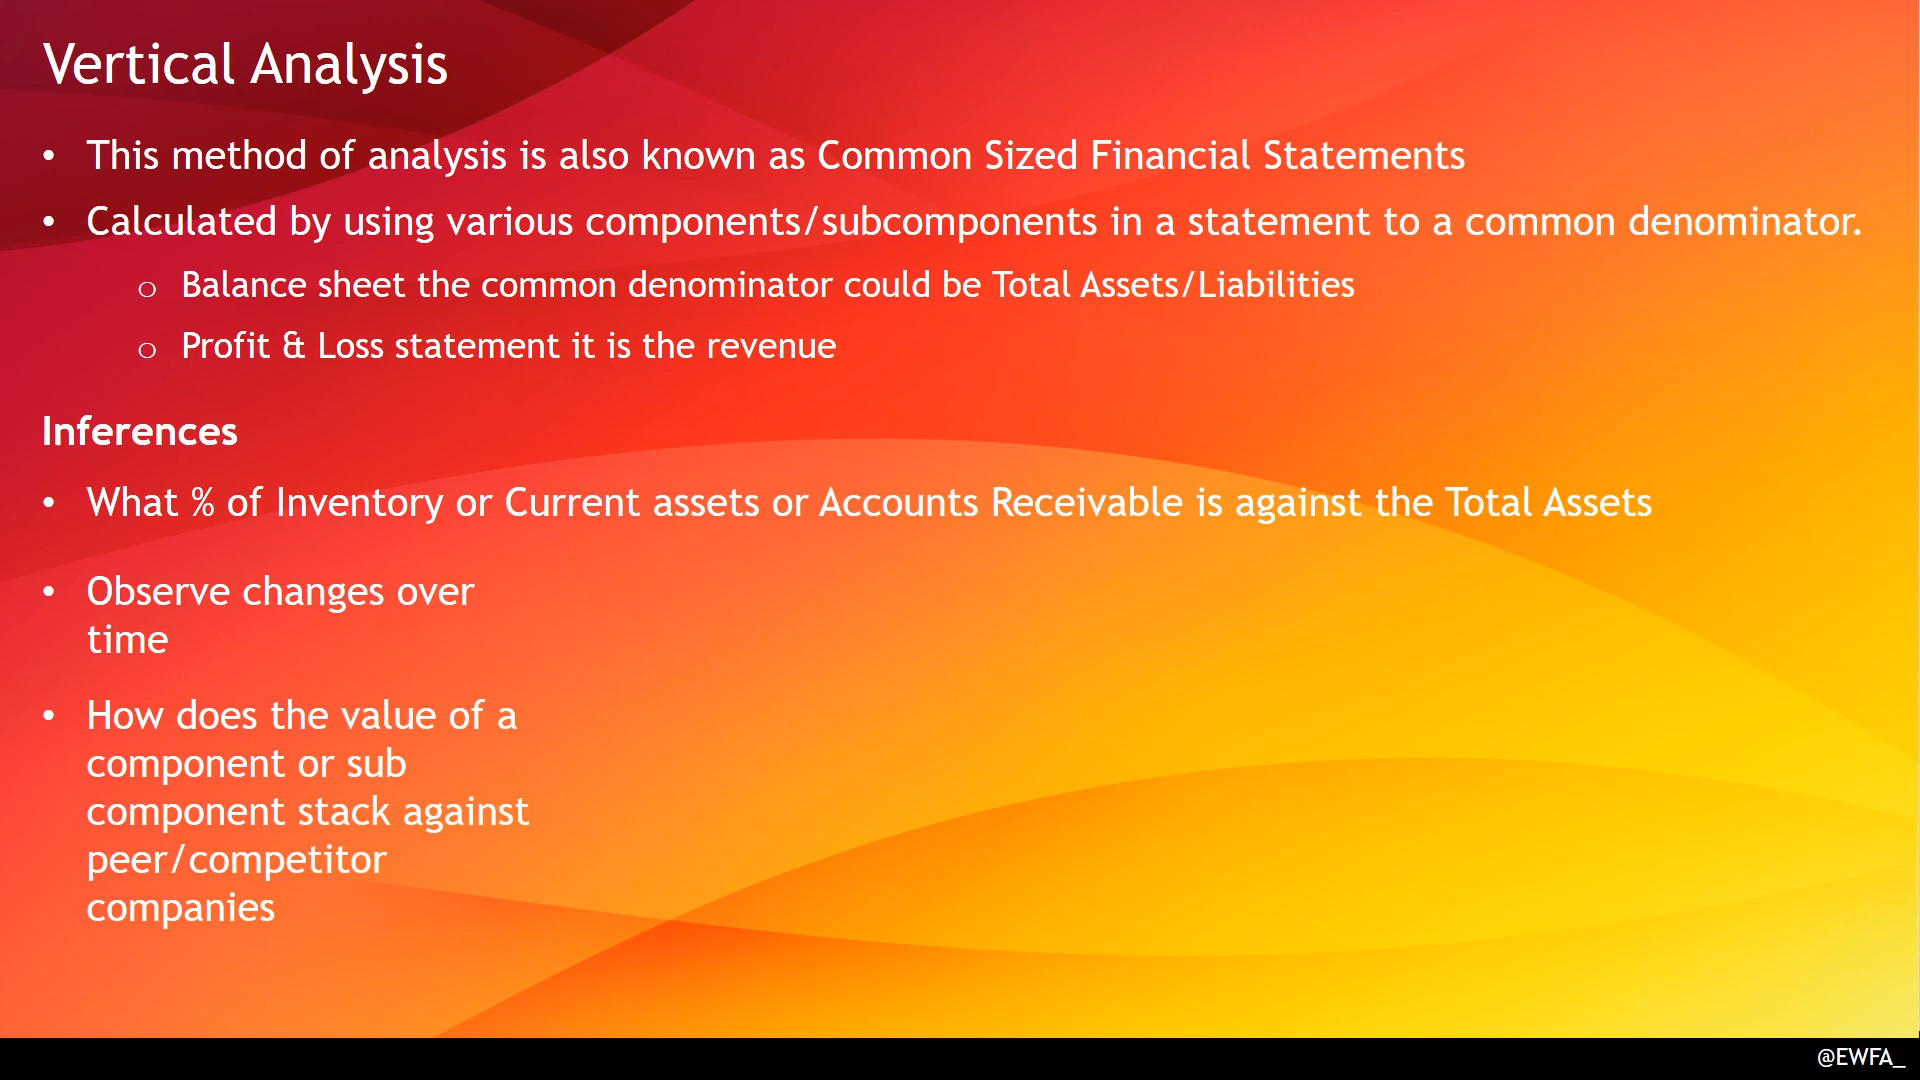 Vertical Analysis
• This method of analysis is also known as Common Sized Financial Statements
• Calculated by using various components/subcomponents in a statement to a common denominator.
o Balance sheet the common denominator could be Total Assets/Liabilities
o Profit & Loss statement it is the revenue
Inferences
• What % of Inventory or Current assets or Accounts Receivable is against the Total Assets
• Observe changes over
time
• How does the value of a
component or sub
component stack against
peer/competitor
companies
@EWFA_